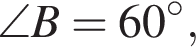 ∠B = 60°,